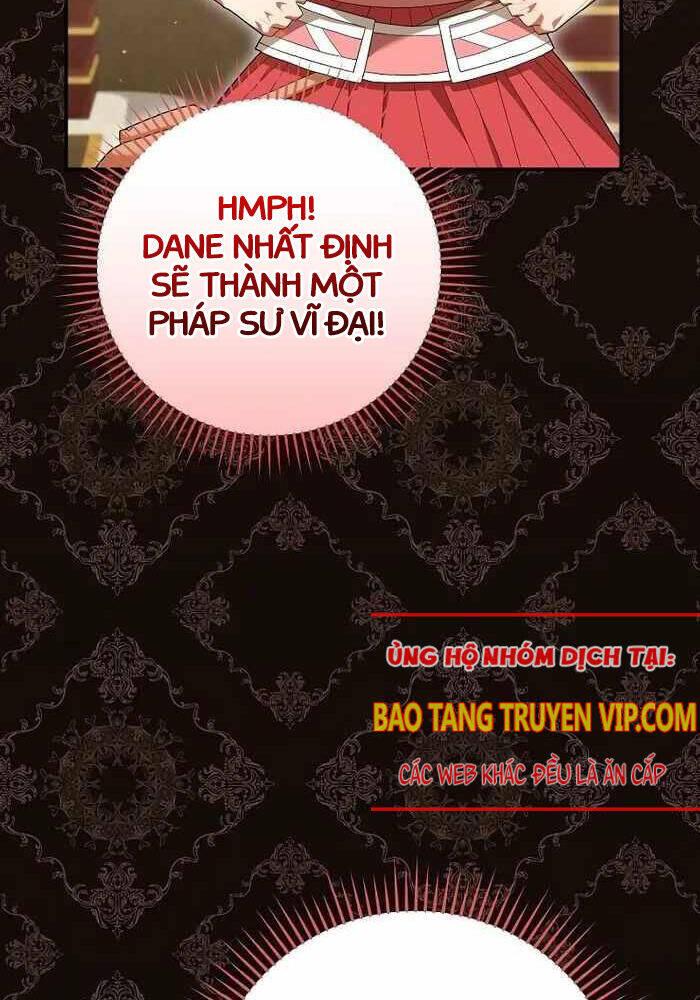 HMPH!
DANE NHẤT ĐỊNH
SẼ THÀNH MỘT
PHÁP SƯ VĨ ĐẠI!
ỦNG HỘ NHÓM DỊCH TẠI:
BAO TANG TRUYEN VIP.COM
CÁC WEB KHÁC ĐỀU LÀ ĂN CẮP